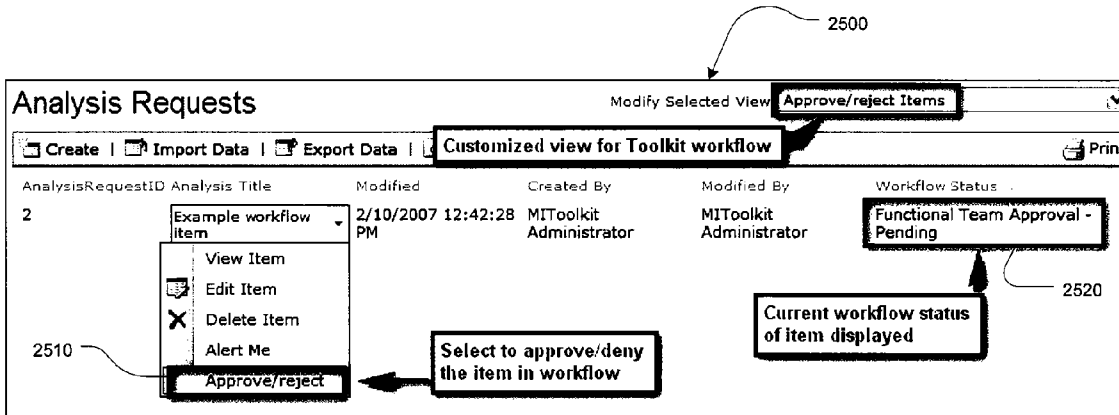 2500
Analysis Requests
Modify Selected View
Approve/reject Items
Create | Import Data | Export Data |
Customized view for Toolkit workflow
Prin
AnalysisRequestID Analysis Title Modified Created By Modified By Workflow Status
2
Example workflow
item
2/10/2007 12:42:28
PM
MIToolkit
Administrator
MIToolkit
Administrator
Functional Team Approval -
Pending
View Item
Edit Item
2520
Delete Item
Current workflow status
of item displayed
Alert Me
2510
Select to approve/deny
the item in workflow
Approve/reject